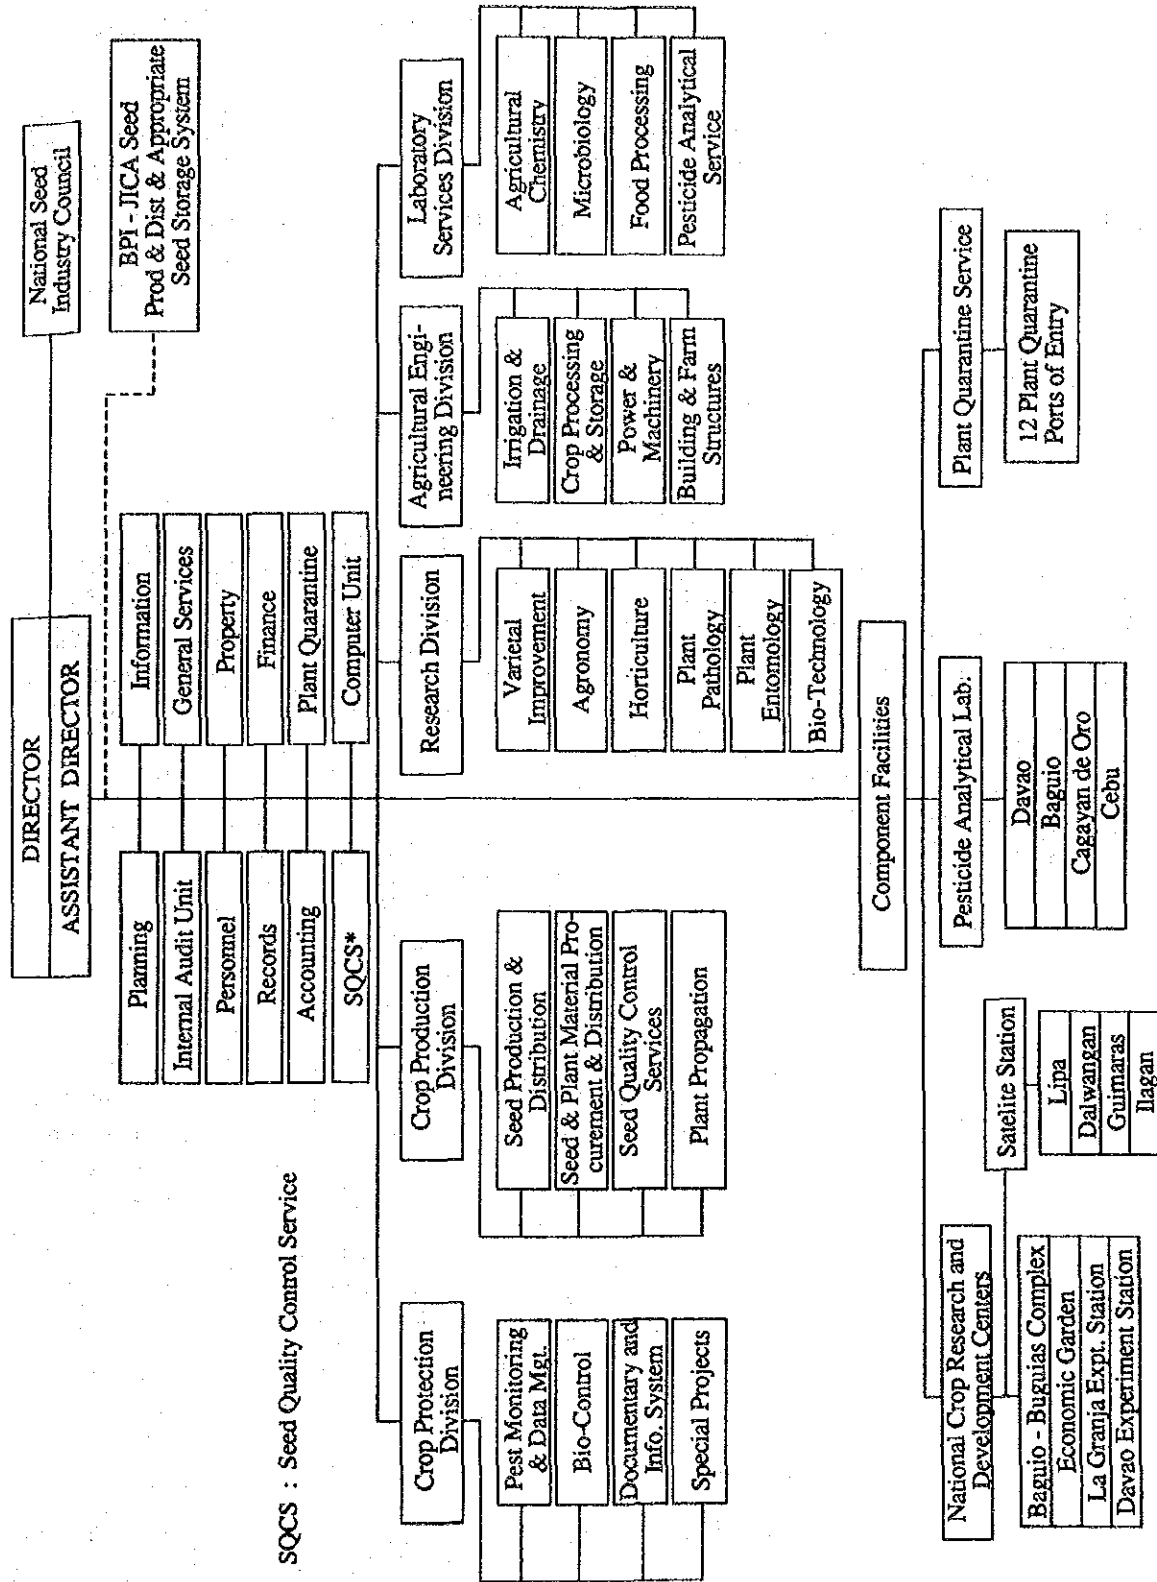 DIRECTOR
ASSISTANT DIRECTOR
National Seed
Industry Council
BPI - JICA Seed
Prod & Dist & Appropriate
Seed Storage System
Planning
Information
Internal Audit Unit
General Services
Personnel
Property
Records
Finance
Accounting
Plant Quarantine
SQCS*
Computer Unit
SQCS : Seed Quality Control Service
Crop Protection
Division
Pest Monitoring
& Data Mgt.
Bio-Control
Documentary and
Info. System
Special Projects
Crop Production
Division
Seed Production &
Distribution
Seed & Plant Material Pro-
curement & Distribution
Seed Quality Control
Services
Plant Propagation
Research Division
Varietal
Improvement
Agronomy
Horticulture
Plant
Pathology
Plant
Entomology
Bio-Technology
Agricultural Engi-
neering Division
Irrigation &
Drainage
Crop Processing
& Storage
Power &
Machinery
Building & Farm
Structures
Laboratory
Services Division
Agricultural
Chemistry
Microbiology
Food Processing
Pesticide Analytical
Service
Component Facilities
National Crop Research and
Development Centers
Baguio - Buguias Complex
Economic Garden
La Granja Expt. Station
Davao Experiment Station
Satelite Station
Lipa
Dalwangan
Guimaras
Ilagan
Pesticide Analytical Lab.
Davao
Baguio
Cagayan de Oro
Cebu
Plant Quarantine Service
12 Plant Quarantine
Ports of Entry